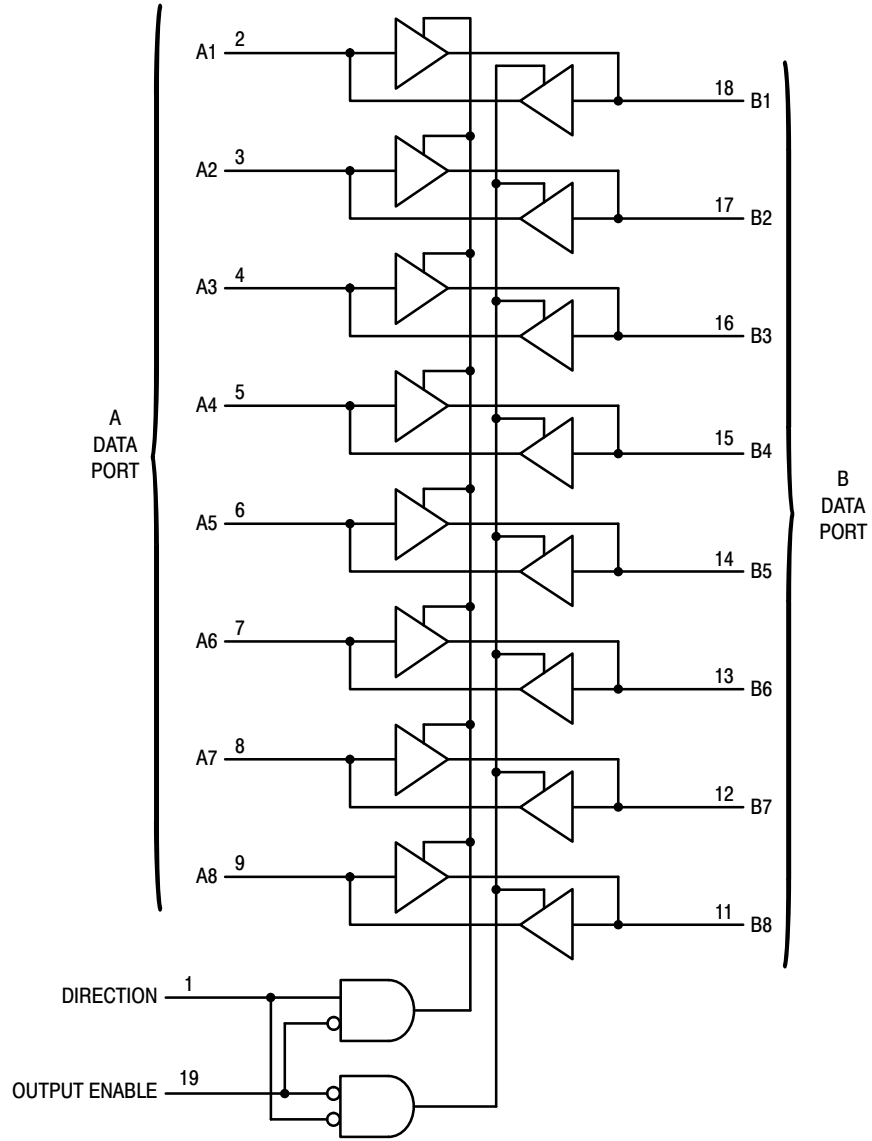 A1 2
18 B1
A2 3
17 B2
A3 4
16 B3
A4 5
15 B4
A
DATA
PORT
A5 6
14 B5
B
DATA
PORT
A6 7
13 B6
A7 8
12 B7
A8 9
11 B8
DIRECTION 1
OUTPUT ENABLE 19